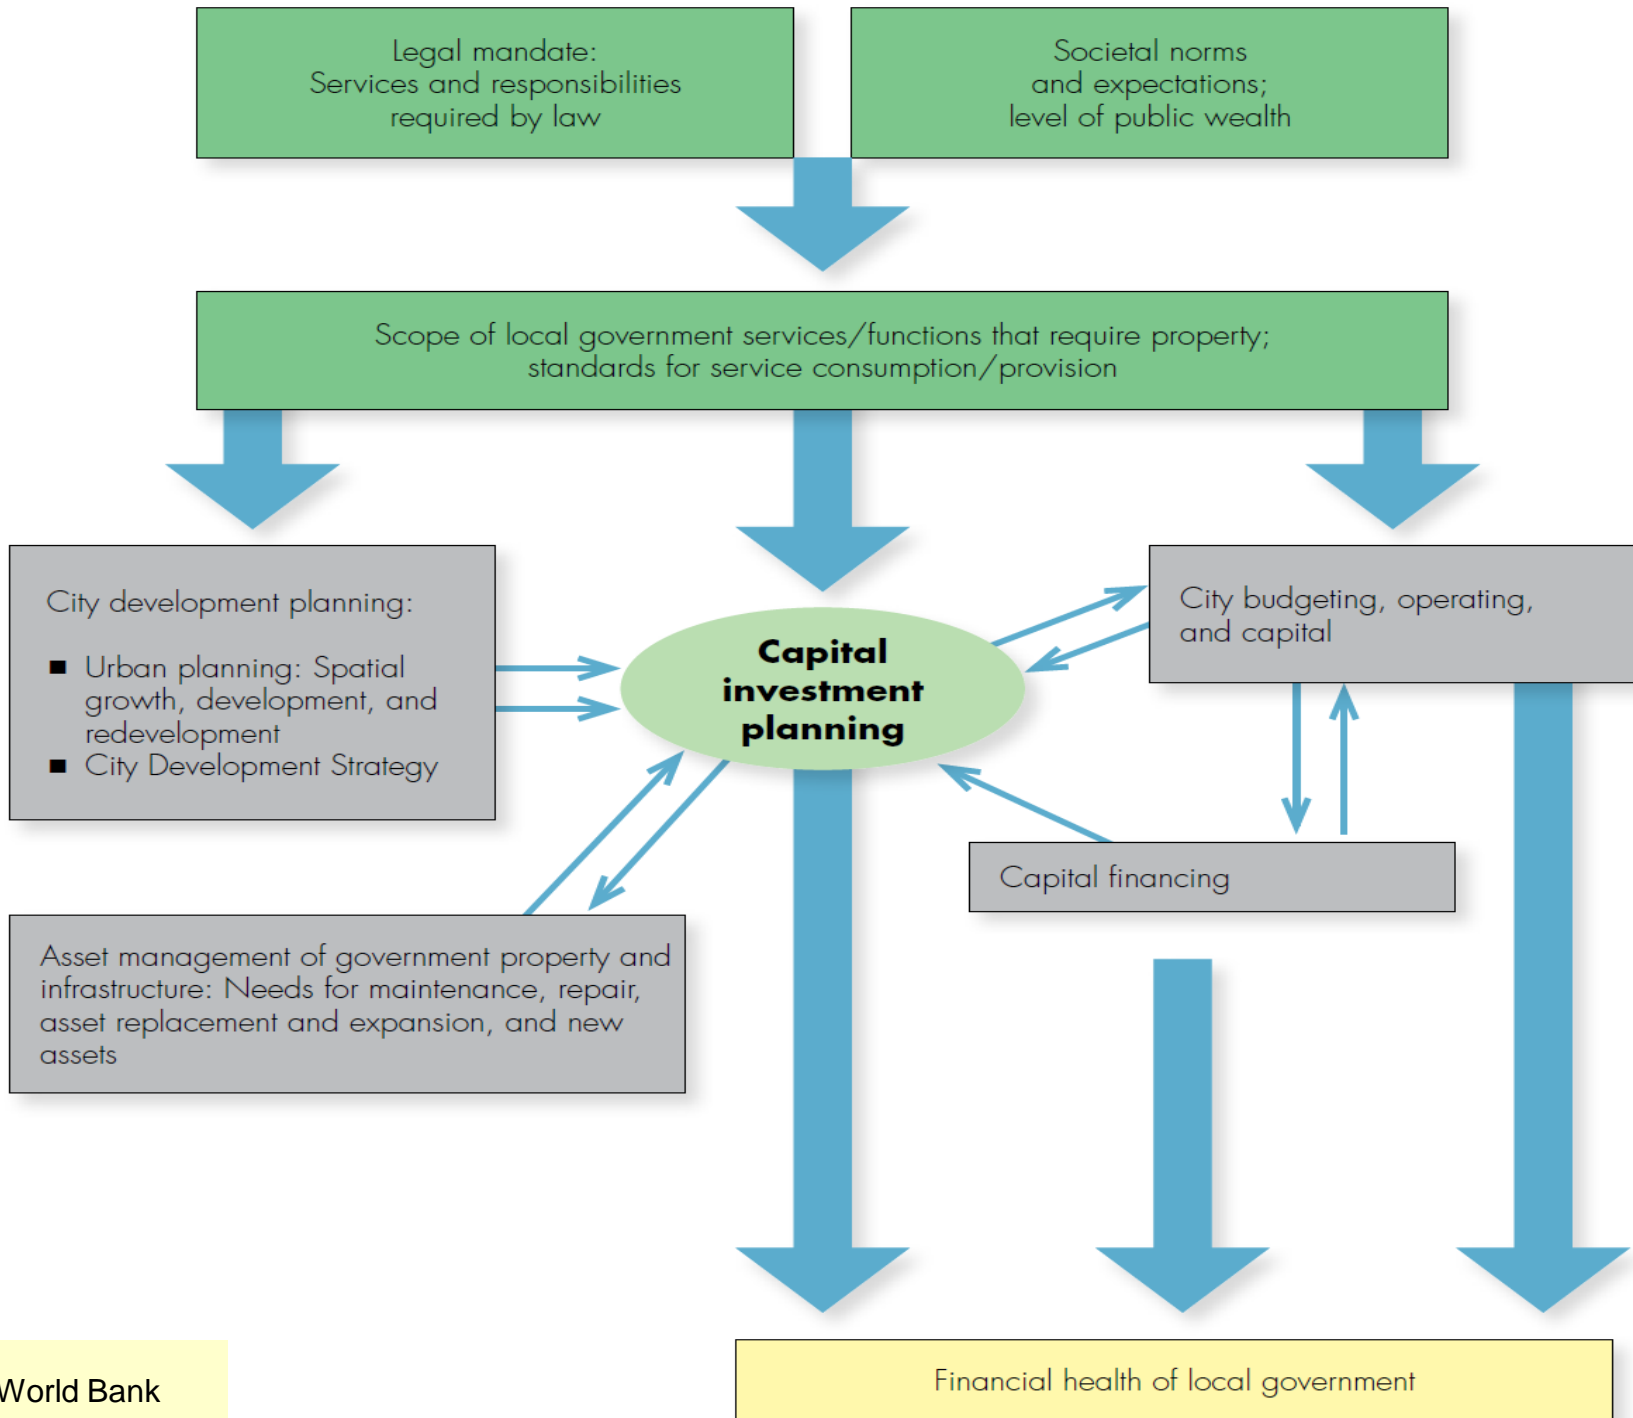 Legal mandate:
Services and responsibilities
required by law
Societal norms
and expectations;
level of public wealth
Scope of local government services/functions that require property;
standards for service consumption/provision
City development planning:
■ Urban planning: Spatial
growth, development, and
redevelopment
■ City Development Strategy
Capital
investment
planning
City budgeting, operating,
and capital
Capital financing
Asset management of government property and
infrastructure: Needs for maintenance, repair,
asset replacement and expansion, and new
assets
Financial health of local government
World Bank